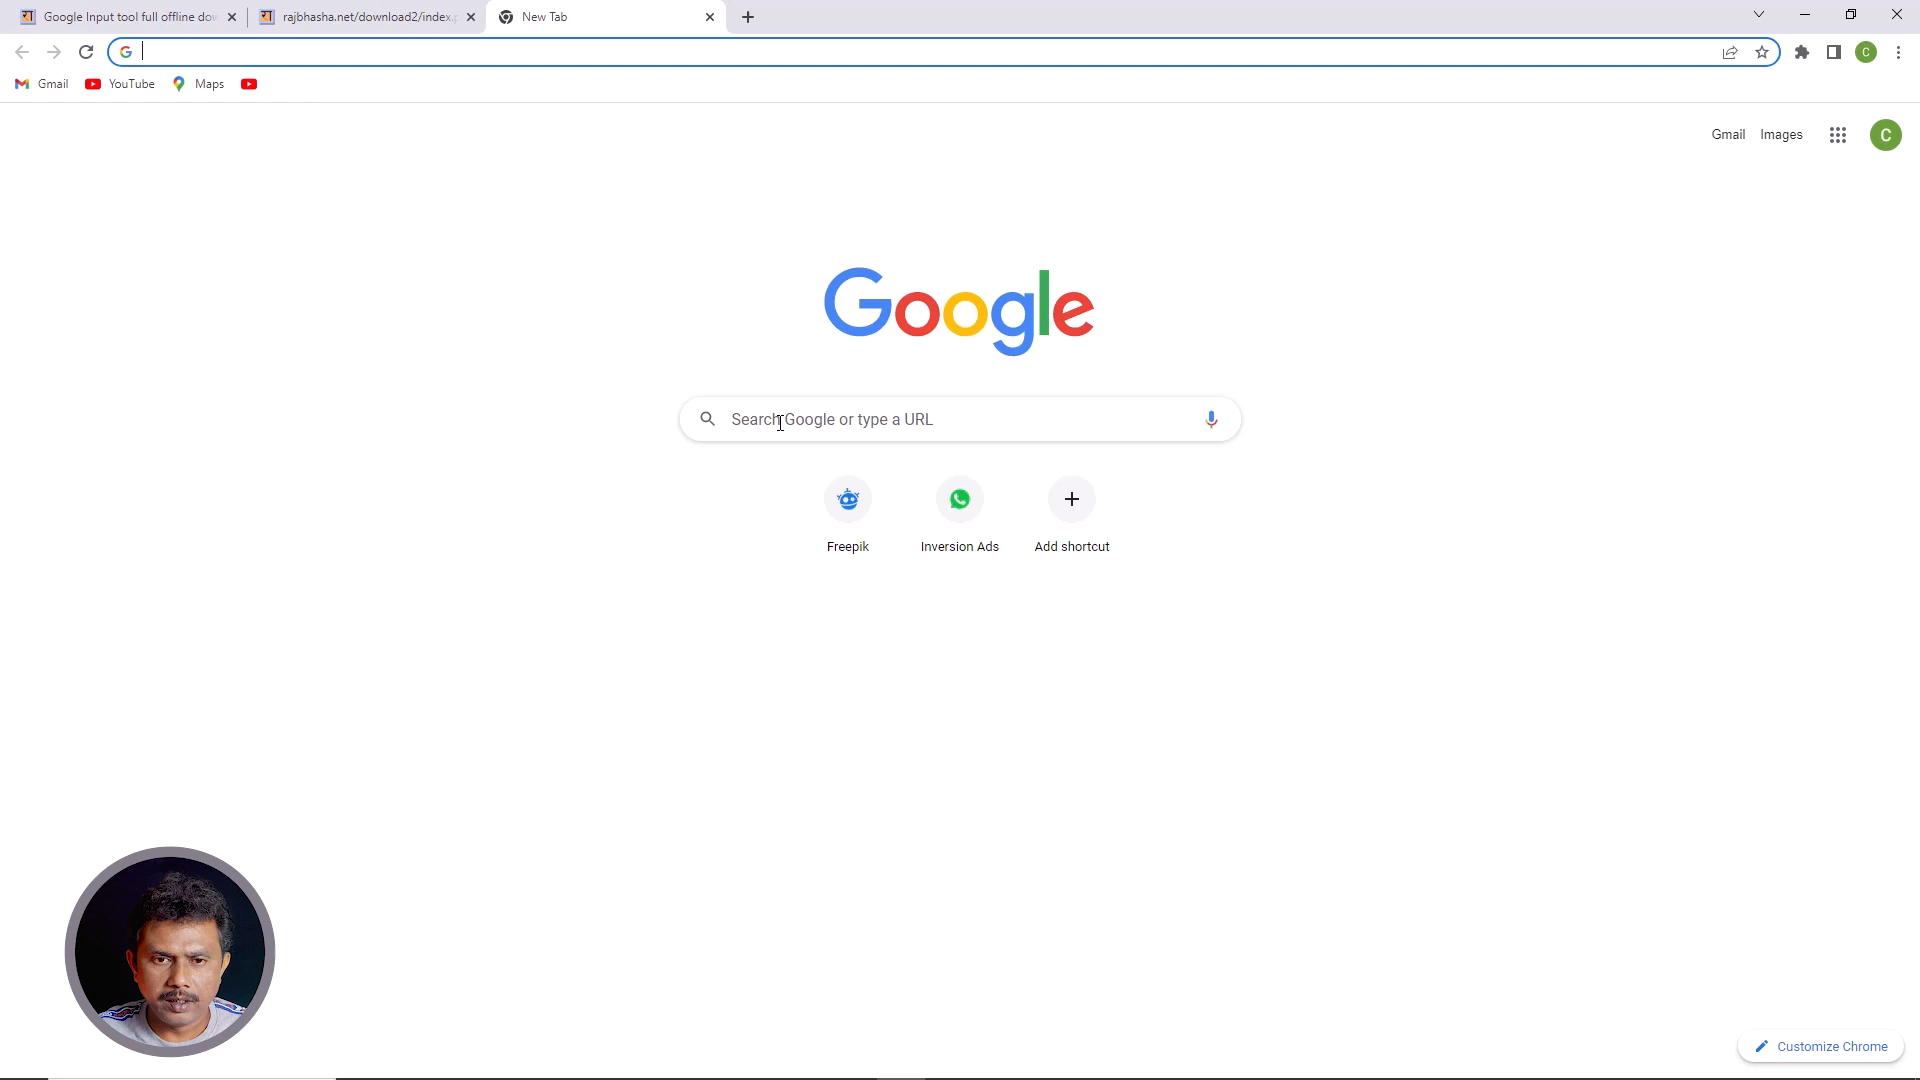 Google Input tool full offline dow
rajbhasha.net/download2/index.p
New Tab
C
Gmail
YouTube
Maps
Gmail
Images
C
Google
Search Google or type a URL
Freepik
Inversion Ads
Add shortcut
Customize Chrome